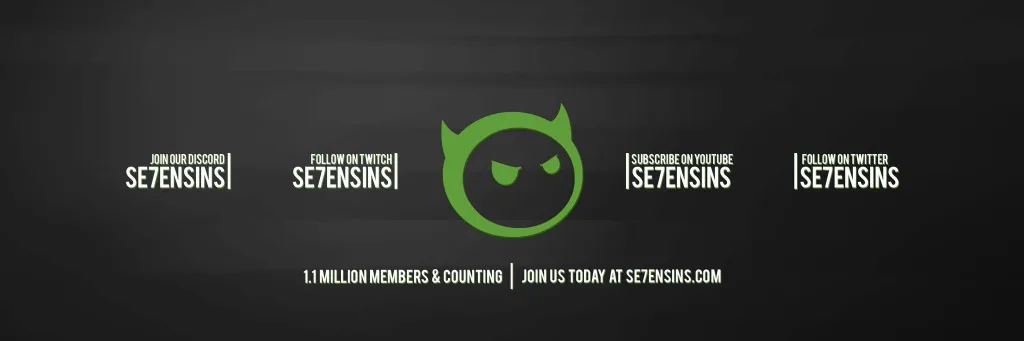 JOIN OUR DISCORD
SE7ENSINS
FOLLOW ON TWITCH
SE7ENSINS
SUBSCRIBE ON YOUTUBE
SE7ENSINS
FOLLOW ON TWITTER
SE7ENSINS
1.1 MILLION MEMBERS & COUNTING | JOIN US TODAY AT SE7ENSINS.COM